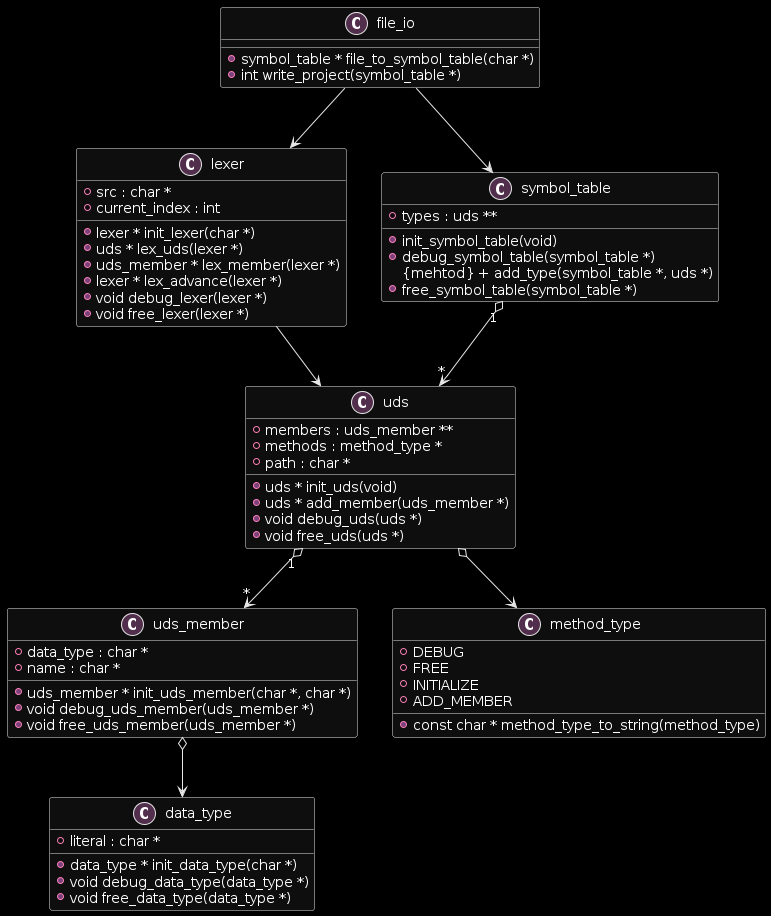 C file_io
symbol_table * file_to_symbol_table(char *)
int write_project(symbol_table *)
C lexer
src : char *
current_index : int
lexer * init_lexer(char *)
uds * lex_uds(lexer *)
uds_member * lex_member(lexer *)
lexer * lex_advance(lexer *)
void debug_lexer(lexer *)
void free_lexer(lexer *)
C symbol_table
types : uds **
init_symbol_table(void)
debug_symbol_table(symbol_table *)
{mehtod} + add_type(symbol_table *, uds *)
free_symbol_table(symbol_table *)
1
*
C uds
members : uds_member **
methods : method_type *
path : char *
uds * init_uds(void)
uds * add_member(uds_member *)
void debug_uds(uds *)
void free_uds(uds *)
1
*
C uds_member
data_type : char *
name : char *
uds_member * init_uds_member(char *, char *)
void debug_uds_member(uds_member *)
void free_uds_member(uds_member *)
C method_type
DEBUG
FREE
INITIALIZE
ADD_MEMBER
const char * method_type_to_string(method_type)
C data_type
literal : char *
data_type * init_data_type(char *)
void debug_data_type(data_type *)
void free_data_type(data_type *)